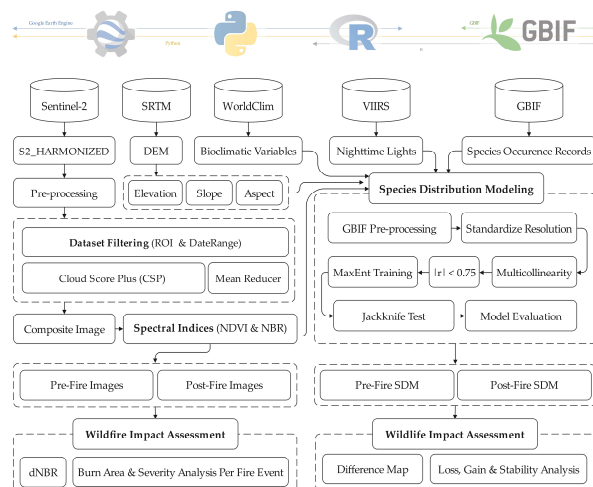 Google Earth Engine
GBIF
GBIF
Python
R
R
Sentinel-2
SRTM
WorldClim
VIIRS
GBIF
S2_HARMONIZED
DEM
Bioclimatic Variables
Nighttime Lights
Species Occurence Records
Pre-processing
Elevation
Slope
Aspect
Species Distribution Modeling
Dataset Filtering (ROI & DateRange)
GBIF Pre-processing
Standardize Resolution
Cloud Score Plus (CSP)
Mean Reducer
MaxEnt Training
|r| < 0.75
Multicollinearity
Composite Image
Spectral Indices (NDVI & NBR)
Jackknife Test
Model Evaluation
Pre-Fire Images
Post-Fire Images
Pre-Fire SDM
Post-Fire SDM
Wildfire Impact Assessment
Wildlife Impact Assessment
dNBR
Burn Area & Severity Analysis Per Fire Event
Difference Map
Loss, Gain & Stability Analysis